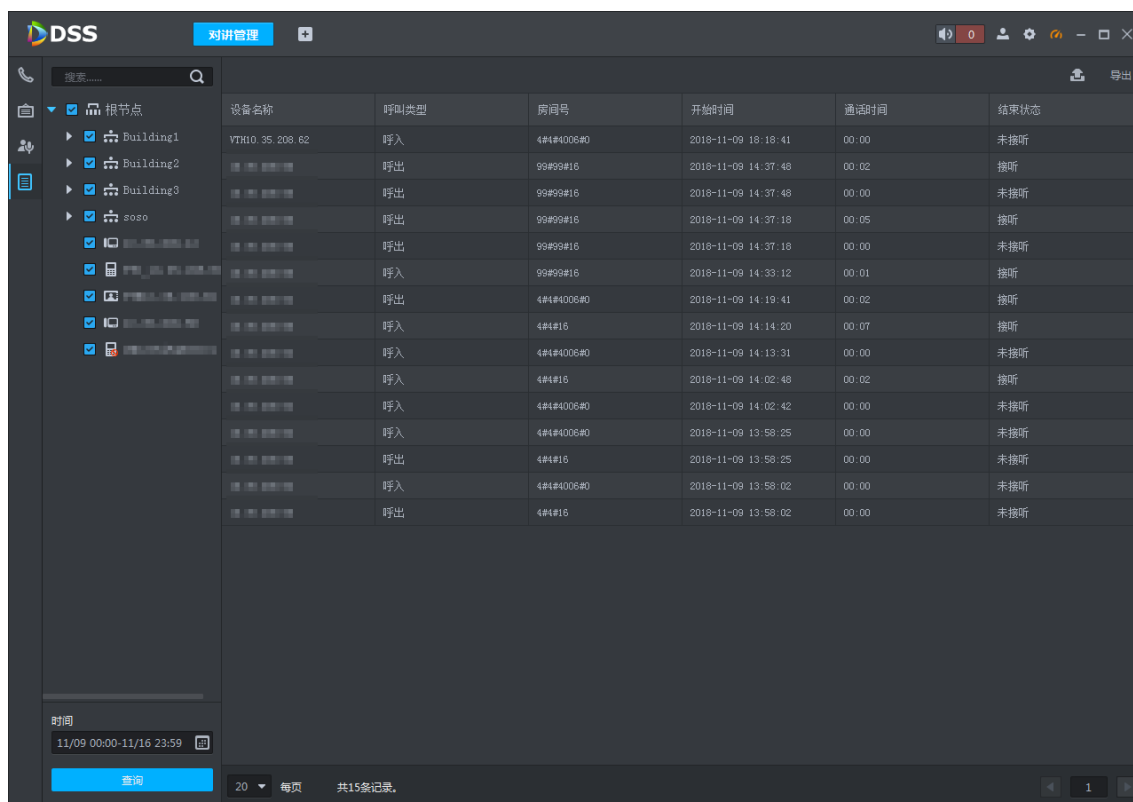 DSS 对讲管理 0
搜索...... 导出
根节点
Building1
Building2
Building3
soso
设备名称 呼叫类型 房间号 开始时间 通话时间 结束状态
VTH10.35.208.62 呼入 4#4#4006#0 2018-11-09 18:18:41 00:00 未接听
呼出 99#99#16 2018-11-09 14:37:48 00:02 接听
呼出 99#99#16 2018-11-09 14:37:48 00:00 未接听
呼出 99#99#16 2018-11-09 14:37:18 00:05 接听
呼出 99#99#16 2018-11-09 14:37:18 00:00 未接听
呼入 99#99#16 2018-11-09 14:33:12 00:01 接听
呼出 4#4#4006#0 2018-11-09 14:19:41 00:02 接听
呼入 4#4#16 2018-11-09 14:14:20 00:07 接听
呼入 4#4#4006#0 2018-11-09 14:13:31 00:00 未接听
呼入 4#4#16 2018-11-09 14:02:48 00:02 接听
呼入 4#4#4006#0 2018-11-09 14:02:42 00:00 未接听
呼入 4#4#4006#0 2018-11-09 13:58:25 00:00 未接听
呼出 4#4#16 2018-11-09 13:58:25 00:00 未接听
呼入 4#4#4006#0 2018-11-09 13:58:02 00:00 未接听
呼出 4#4#16 2018-11-09 13:58:02 00:00 未接听
时间
11/09 00:00-11/16 23:59
查询
20 每页 共15条记录。 1